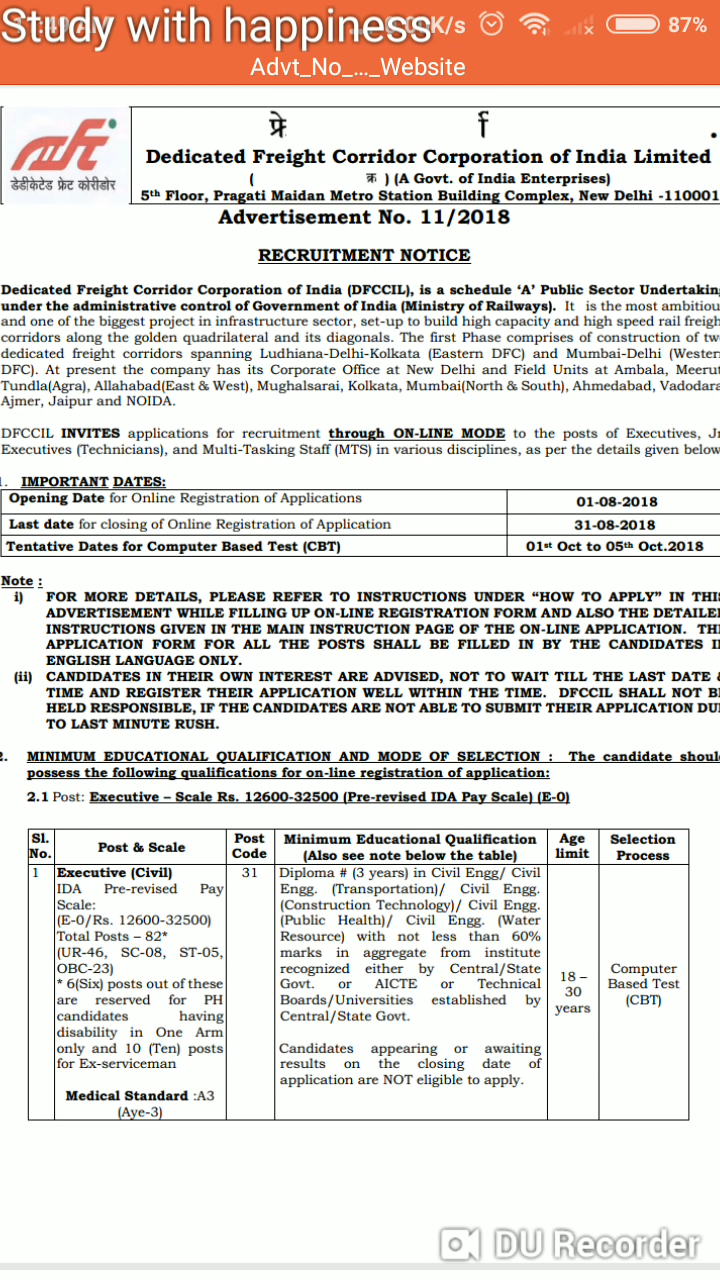 Study with happiness
K/s
87%
Advt_No_...._Website
डेडीकेटेड फ्रेट कोरीडोर
Dedicated Freight Corridor Corporation of India Limited
) (A Govt. of India Enterprises)
5th Floor, Pragati Maidan Metro Station Building Complex, New Delhi -110001
Advertisement No. 11/2018
RECRUITMENT NOTICE
Dedicated Freight Corridor Corporation of India (DFCCIL), is a schedule ‘A’ Public Sector Undertakin
under the administrative control of Government of India (Ministry of Railways). It is the most ambitiou
and one of the biggest project in infrastructure sector, set-up to build high capacity and high speed rail freigh
corridors along the golden quadrilateral and its diagonals. The first Phase comprises of construction of tw
dedicated freight corridors spanning Ludhiana-Delhi-Kolkata (Eastern DFC) and Mumbai-Delhi (Wester
DFC). At present the company has its Corporate Office at New Delhi and Field Units at Ambala, Meerut
Tundla(Agra), Allahabad(East & West), Mughalsarai, Kolkata, Mumbai(North & South), Ahmedabad, Vadodara
Ajmer, Jaipur and NOIDA.
DFCCIL INVITES applications for recruitment through ON-LINE MODE to the posts of Executives, Jr
Executives (Technicians), and Multi-Tasking Staff (MTS) in various disciplines, as per the details given below
. IMPORTANT DATES:
Opening Date for Online Registration of Applications 01-08-2018
Last date for closing of Online Registration of Application 31-08-2018
Tentative Dates for Computer Based Test (CBT) 01st Oct to 05th Oct.2018
Note :
i) FOR MORE DETAILS, PLEASE REFER TO INSTRUCTIONS UNDER “HOW TO APPLY” IN THI
ADVERTISEMENT WHILE FILLING UP ON-LINE REGISTRATION FORM AND ALSO THE DETAILE
INSTRUCTIONS GIVEN IN THE MAIN INSTRUCTION PAGE OF THE ON-LINE APPLICATION. TH
APPLICATION FORM FOR ALL THE POSTS SHALL BE FILLED IN BY THE CANDIDATES I
ENGLISH LANGUAGE ONLY.
(ii) CANDIDATES IN THEIR OWN INTEREST ARE ADVISED, NOT TO WAIT TILL THE LAST DATE &
TIME AND REGISTER THEIR APPLICATION WELL WITHIN THE TIME. DFCCIL SHALL NOT B
HELD RESPONSIBLE, IF THE CANDIDATES ARE NOT ABLE TO SUBMIT THEIR APPLICATION DU
TO LAST MINUTE RUSH.
2. MINIMUM EDUCATIONAL QUALIFICATION AND MODE OF SELECTION : The candidate shoul
possess the following qualifications for on-line registration of application:
2.1 Post: Executive – Scale Rs. 12600-32500 (Pre-revised IDA Pay Scale) (E-0)
Sl. No. Post & Scale Post Code Minimum Educational Qualification (Also see note below the table) Age limit Selection Process
1 Executive (Civil) 31
IDA Pre-revised Pay
Scale:
(E-0/Rs. 12600-32500)
Total Posts – 82*
(UR-46, SC-08, ST-05,
OBC-23)
* 6(Six) posts out of these
are reserved for PH
candidates having
disability in One Arm
only and 10 (Ten) posts
for Ex-serviceman
Medical Standard :A3
(Aye-3)
Diploma # (3 years) in Civil Engg/ Civil
Engg. (Transportation)/ Civil Engg.
(Construction Technology)/ Civil Engg.
(Public Health)/ Civil Engg. (Water
Resource) with not less than 60%
marks in aggregate from institute
recognized either by Central/State
Govt. or AICTE or Technical
Boards/Universities established by
Central/State Govt.
Candidates appearing or awaiting
results on the closing date of
application are NOT eligible to apply.
18 –
30
years
Computer
Based Test
(CBT)
DU Recorder